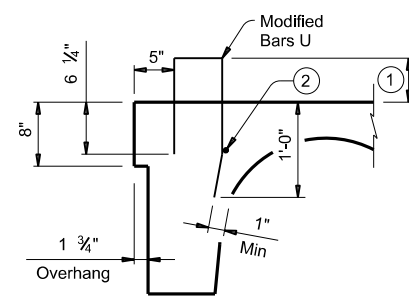 Modified
Bars U
5"
6 1/4"
1
2
8"
1'-0"
1"
Min
1 3/4"
Overhang